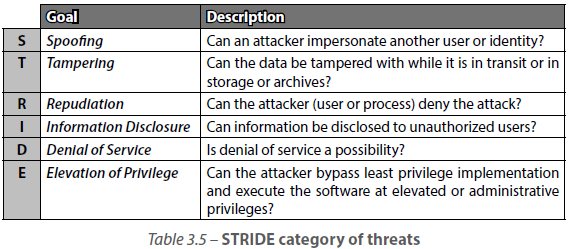 Goal Description
S Spoofing Can an attacker impersonate another user or identity?
T Tampering Can the data be tampered with while it is in transit or in
storage or archives?
R Repudiation Can the attacker (user or process) deny the attack?
I Information Disclosure Can information be disclosed to unauthorized users?
D Denial of Service Is denial of service a possibility?
E Elevation of Privilege Can the attacker bypass least privilege implementation
and execute the software at elevated or administrative
privileges?
Table 3.5 – STRIDE category of threats